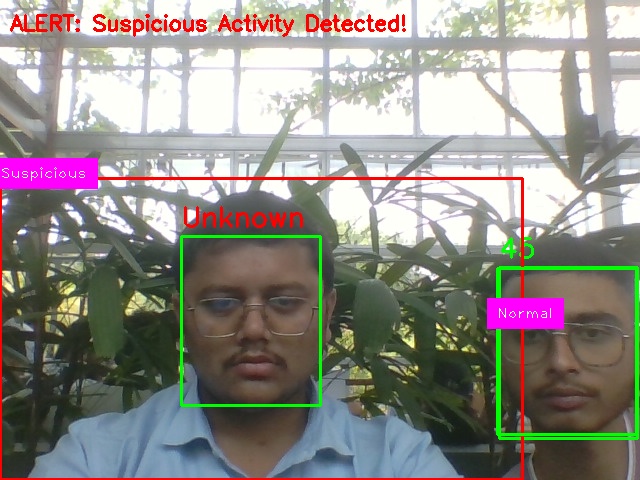 ALERT: Suspicious Activity Detected!
Suspicious
Unknown
45
Normal